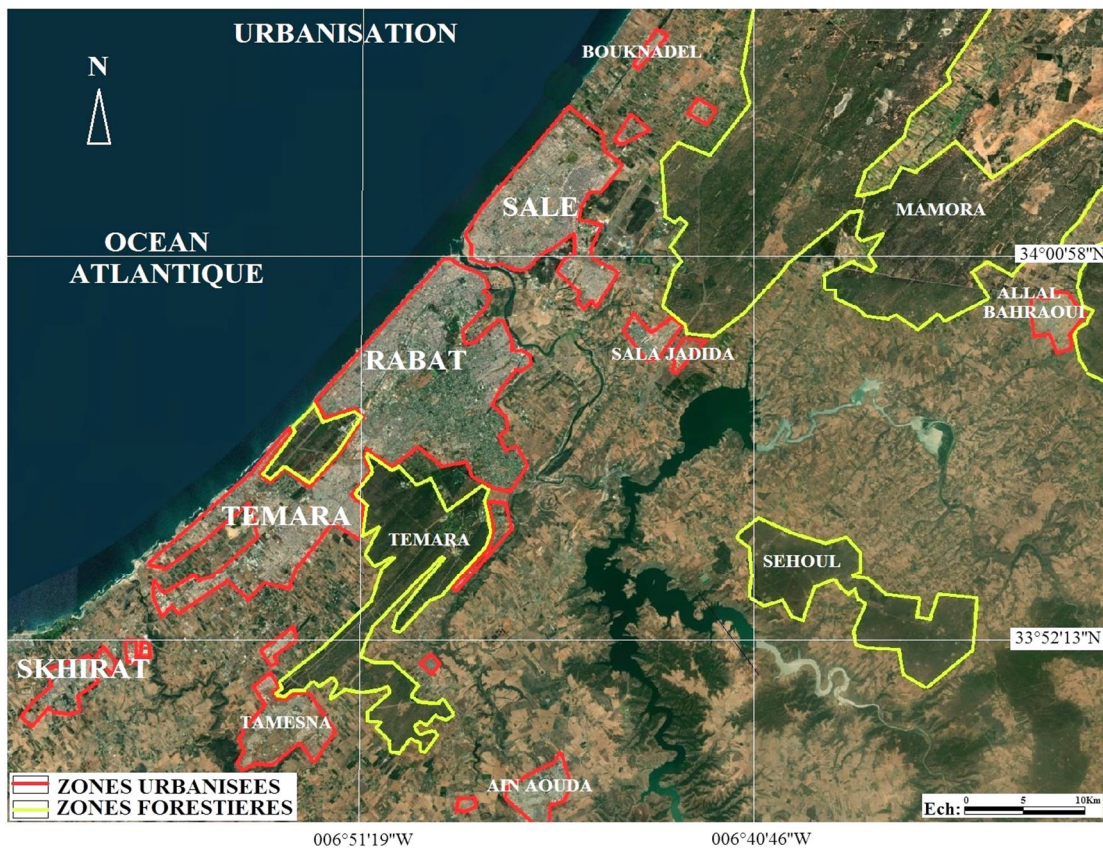 URBANISATION
BOUKNADEL
N
SALE
MAMORA
OCEAN
ATLANTIQUE
34°00'58"N
ALLAL
BAHRAOUI
RABAT
SALA JADIDA
TEMARA
TEMARA
SEHOUL
33°52'13"N
SKHIRAT
TAMESNA
AIN AOUDA
ZONES URBANISEES
ZONES FORESTIERES
Ech: 0 5 10Km
006°51'19"W
006°40'46"W